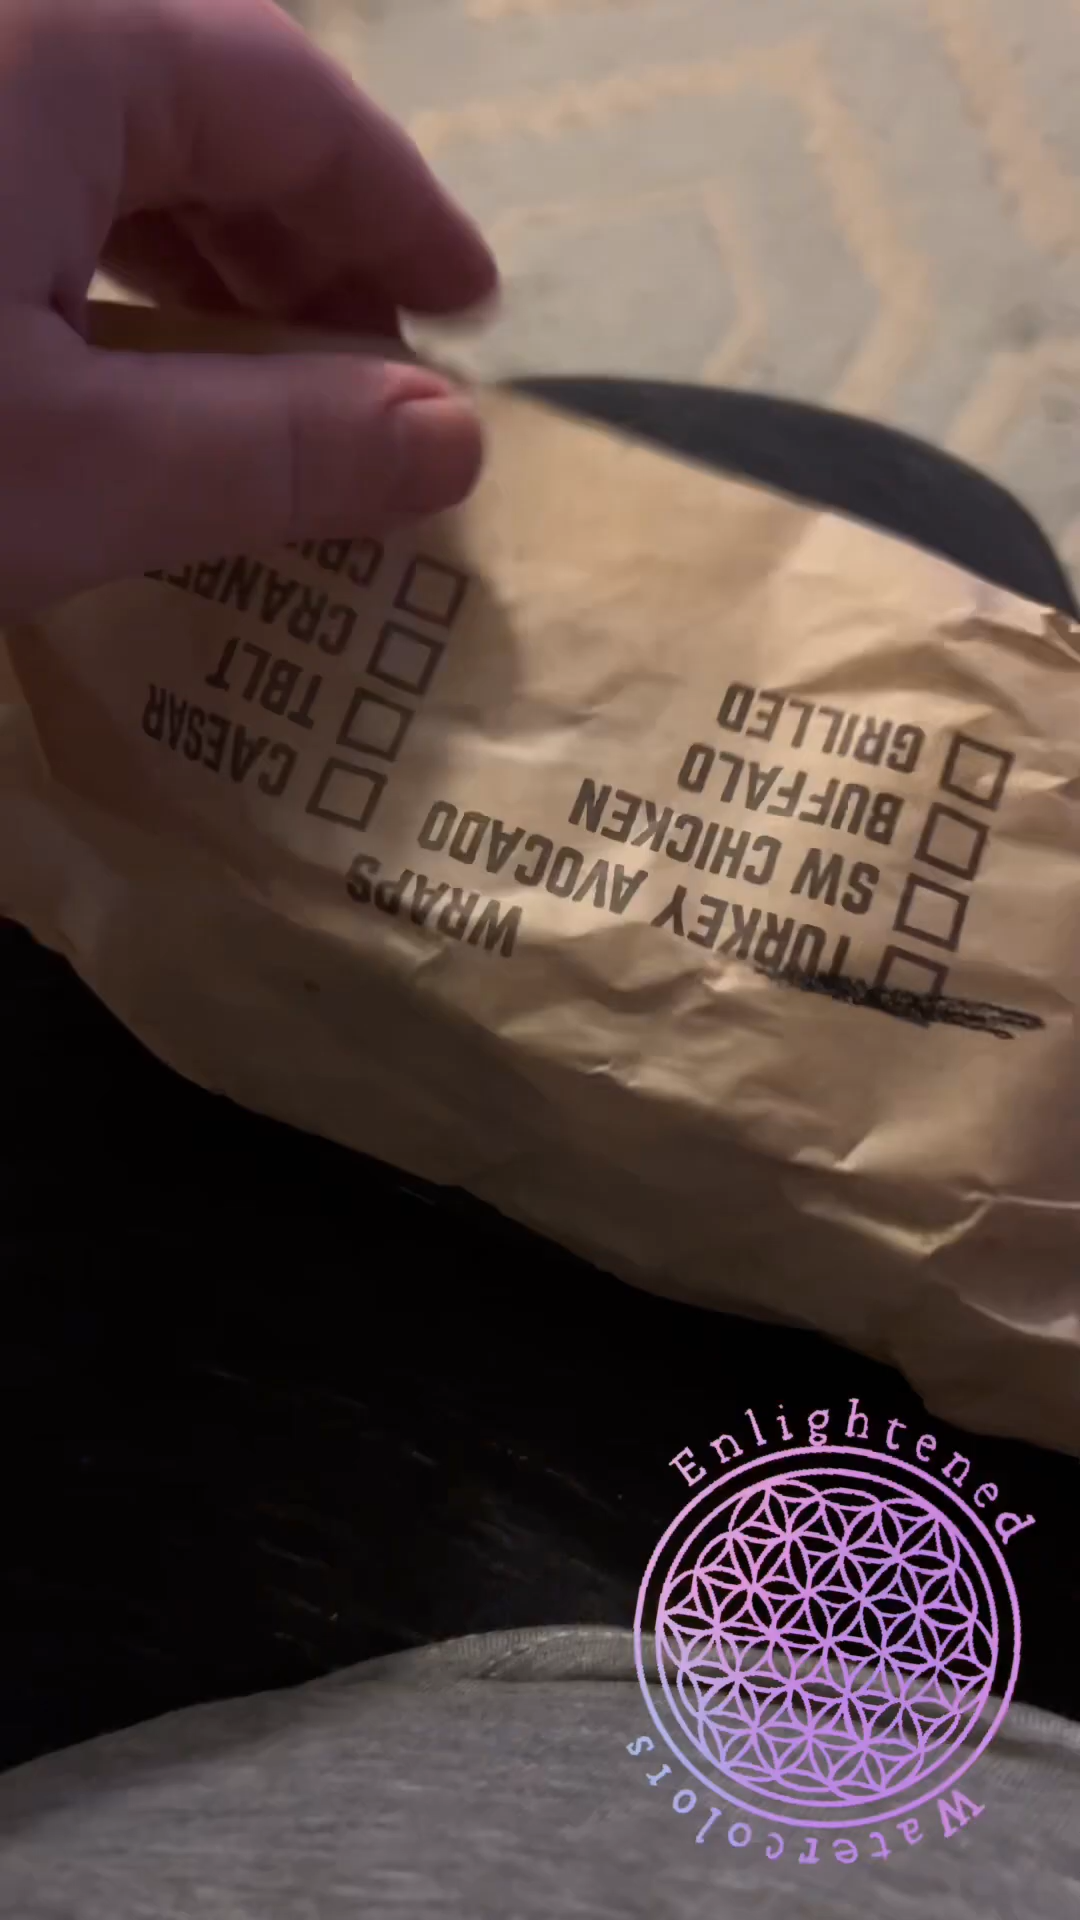 WRAPS
TURKEY AVOCADO
SW CHICKEN
BUFFALO
GRILLED
CAESAR
TBLT
Enlightened
Watercolors